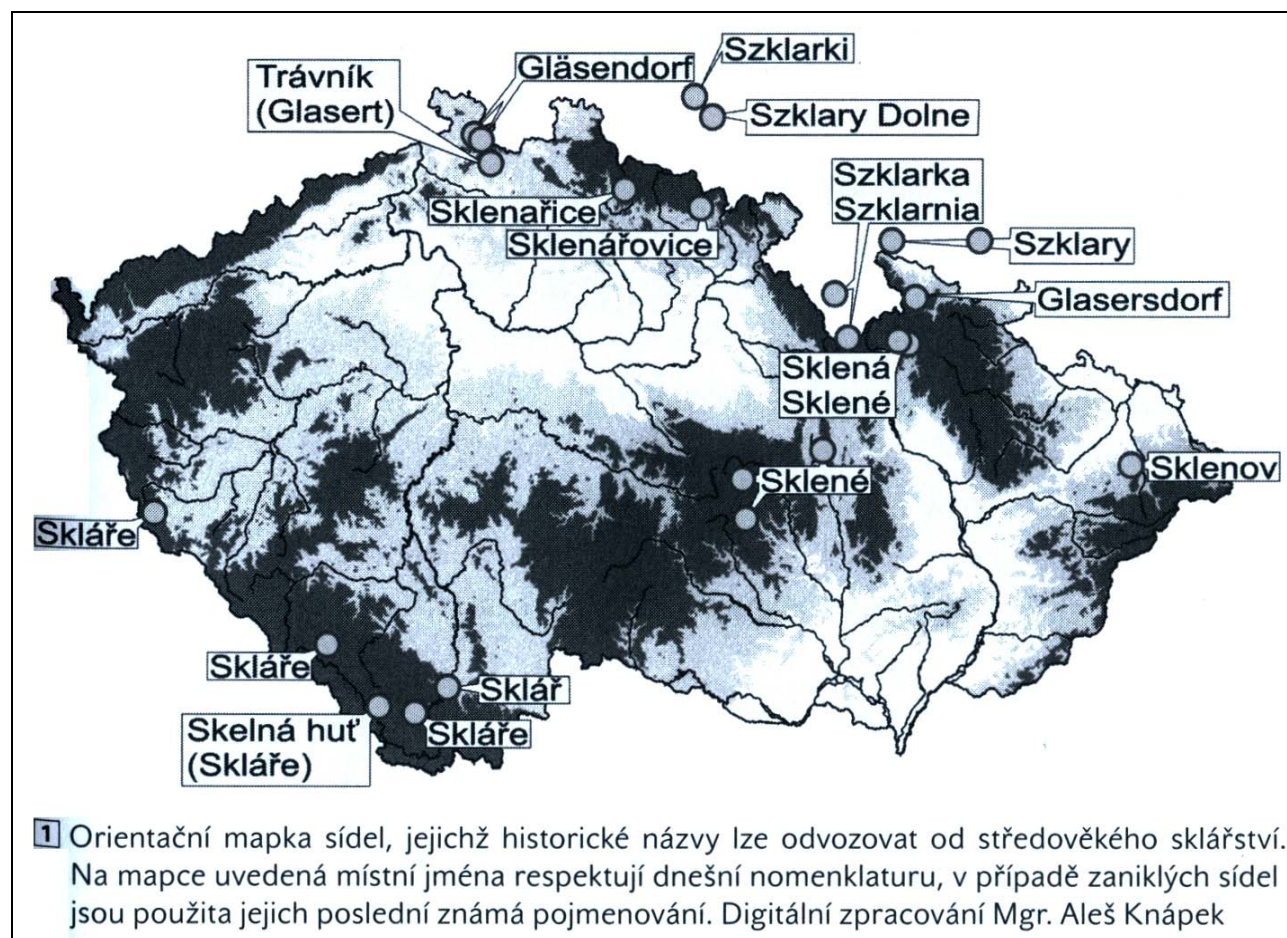 Szklarki
Trávník
(Glasert)
Gläsendorf
Szklary Dolne
Szklarka
Szklarnia
Sklenařice
Sklenářovice
Szklary
Glasersdorf
Sklená
Sklené
Sklené
Sklenov
Skláře
Skláře
Sklář
Skelná huť
(Skláře)
Skláře
1 Orientační mapka sídel, jejichž historické názvy lze odvozovat od středověkého sklářství.
Na mapce uvedená místní jména respektují dnešní nomenklaturu, v případě zaniklých sídel
jsou použita jejich poslední známá pojmenování. Digitální zpracování Mgr. Aleš Knápek